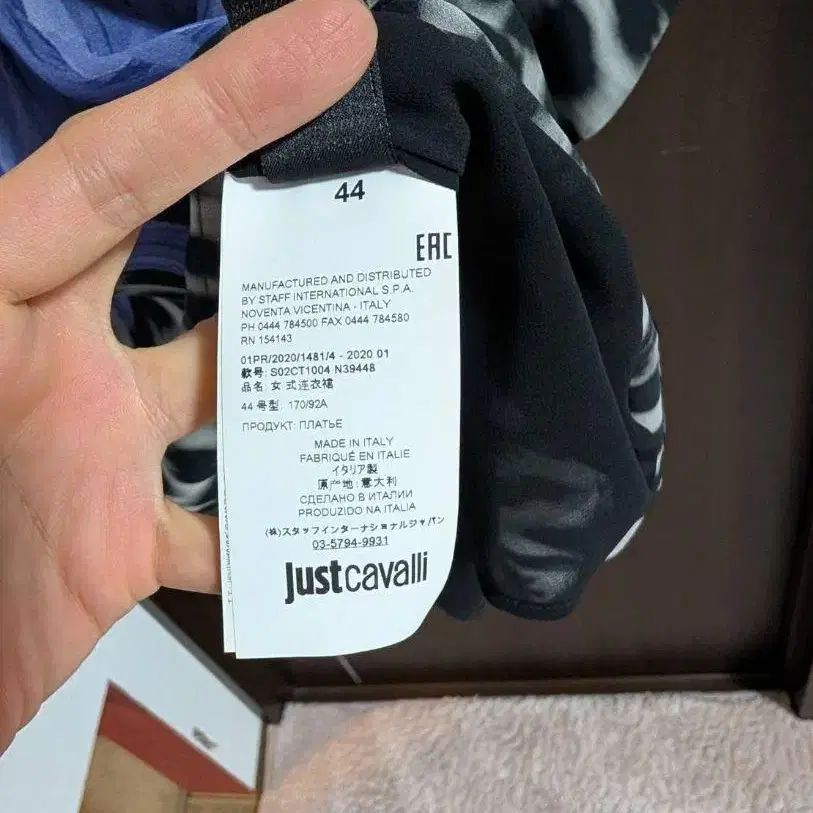 44
EAC
MANUFACTURED AND DISTRIBUTED
BY STAFF INTERNATIONAL S.P.A.
NOVENTA VICENTINA - ITALY
PH 0444 784500 FAX 0444 784580
RN 154143
01PR/2020/1481/4 - 2020 01
款号: S02CT1004 N39448
品名: 女式连衣裙
44 号型: 170/92A
ПРОДУКТ: ПЛАТЬЕ
MADE IN ITALY
FABRIQUÉ EN ITALIE
イタリア製
原产地: 意大利
СДЕЛАНО В ИТАЛИИ
PRODUZIDO NA ITALIA
(株)スタッフインターナショナルジャパン
03-5794-9931
justcavalli